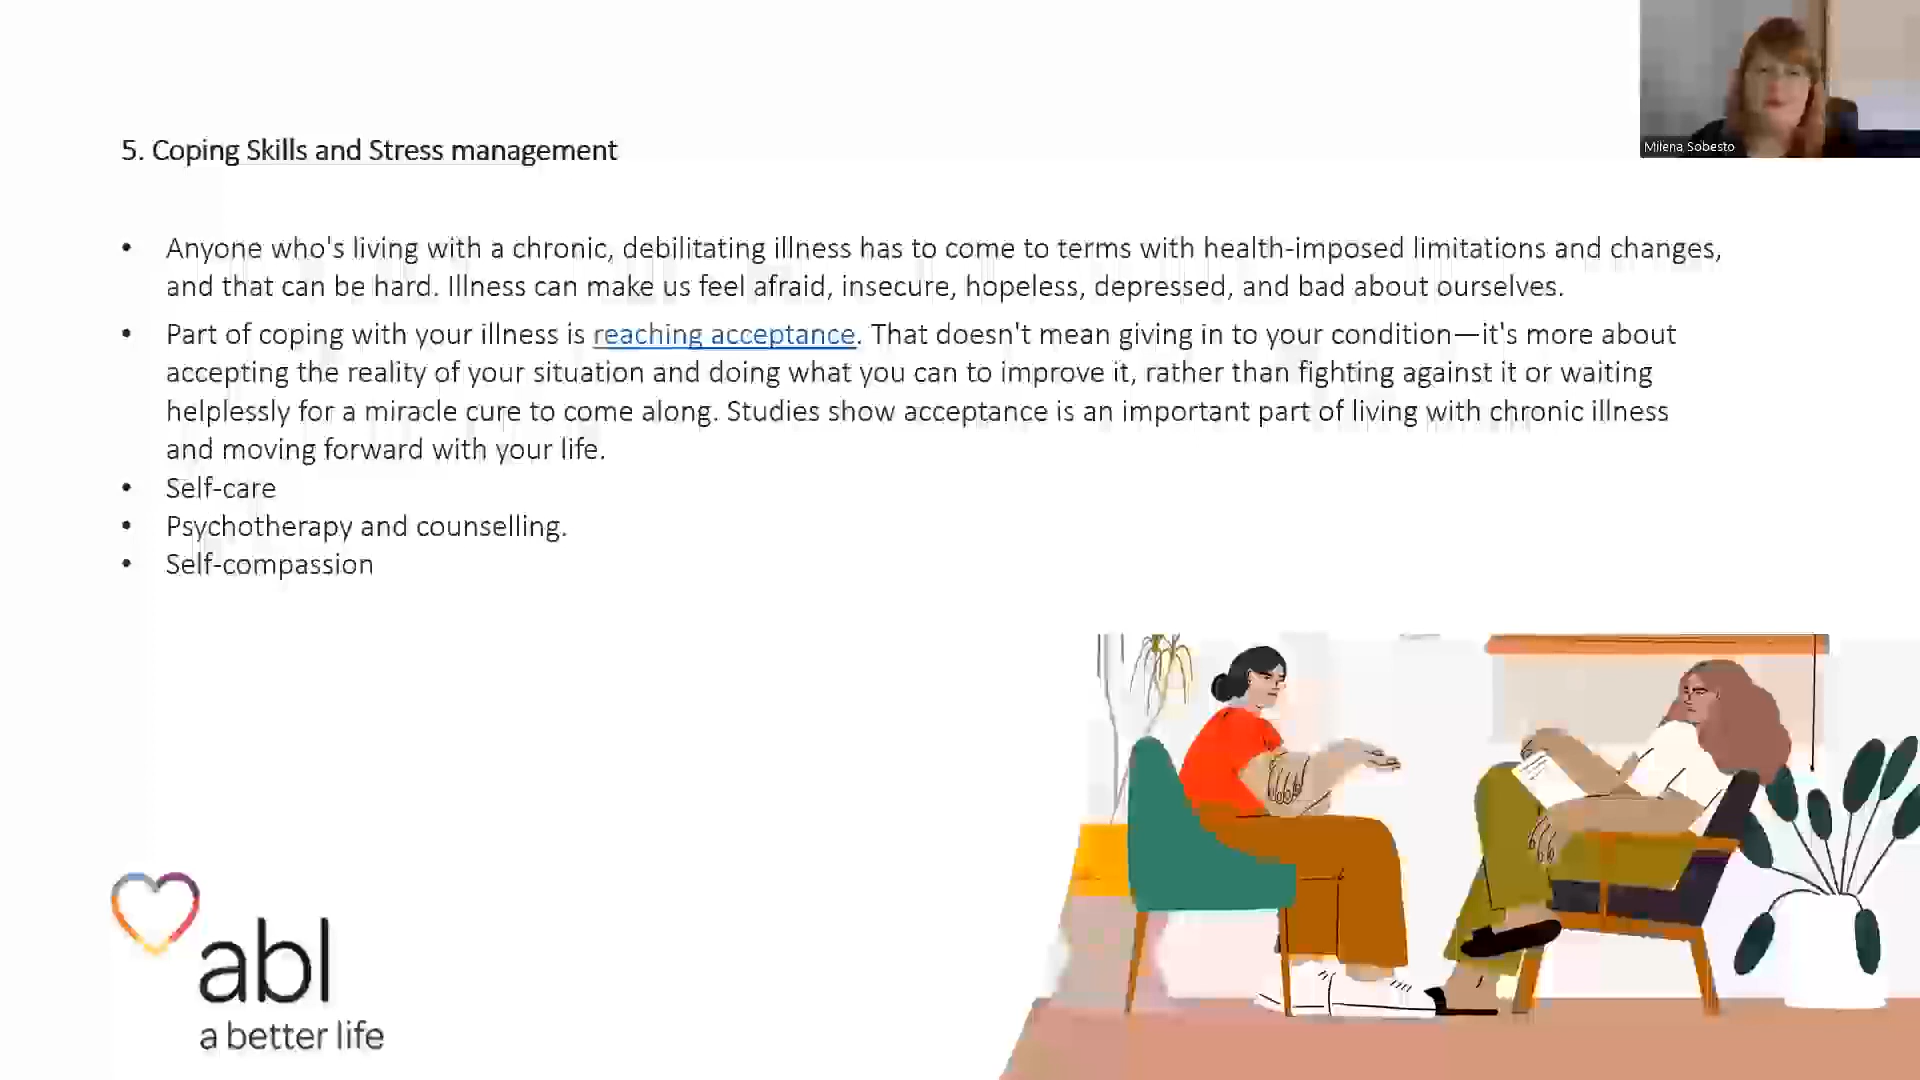 Milena Sobesto
5. Coping Skills and Stress management
• Anyone who's living with a chronic, debilitating illness has to come to terms with health-imposed limitations and changes,
and that can be hard. Illness can make us feel afraid, insecure, hopeless, depressed, and bad about ourselves.
• Part of coping with your illness is reaching acceptance. That doesn't mean giving in to your condition—it's more about
accepting the reality of your situation and doing what you can to improve it, rather than fighting against it or waiting
helplessly for a miracle cure to come along. Studies show acceptance is an important part of living with chronic illness
and moving forward with your life.
• Self-care
• Psychotherapy and counselling.
• Self-compassion
abl
a better life